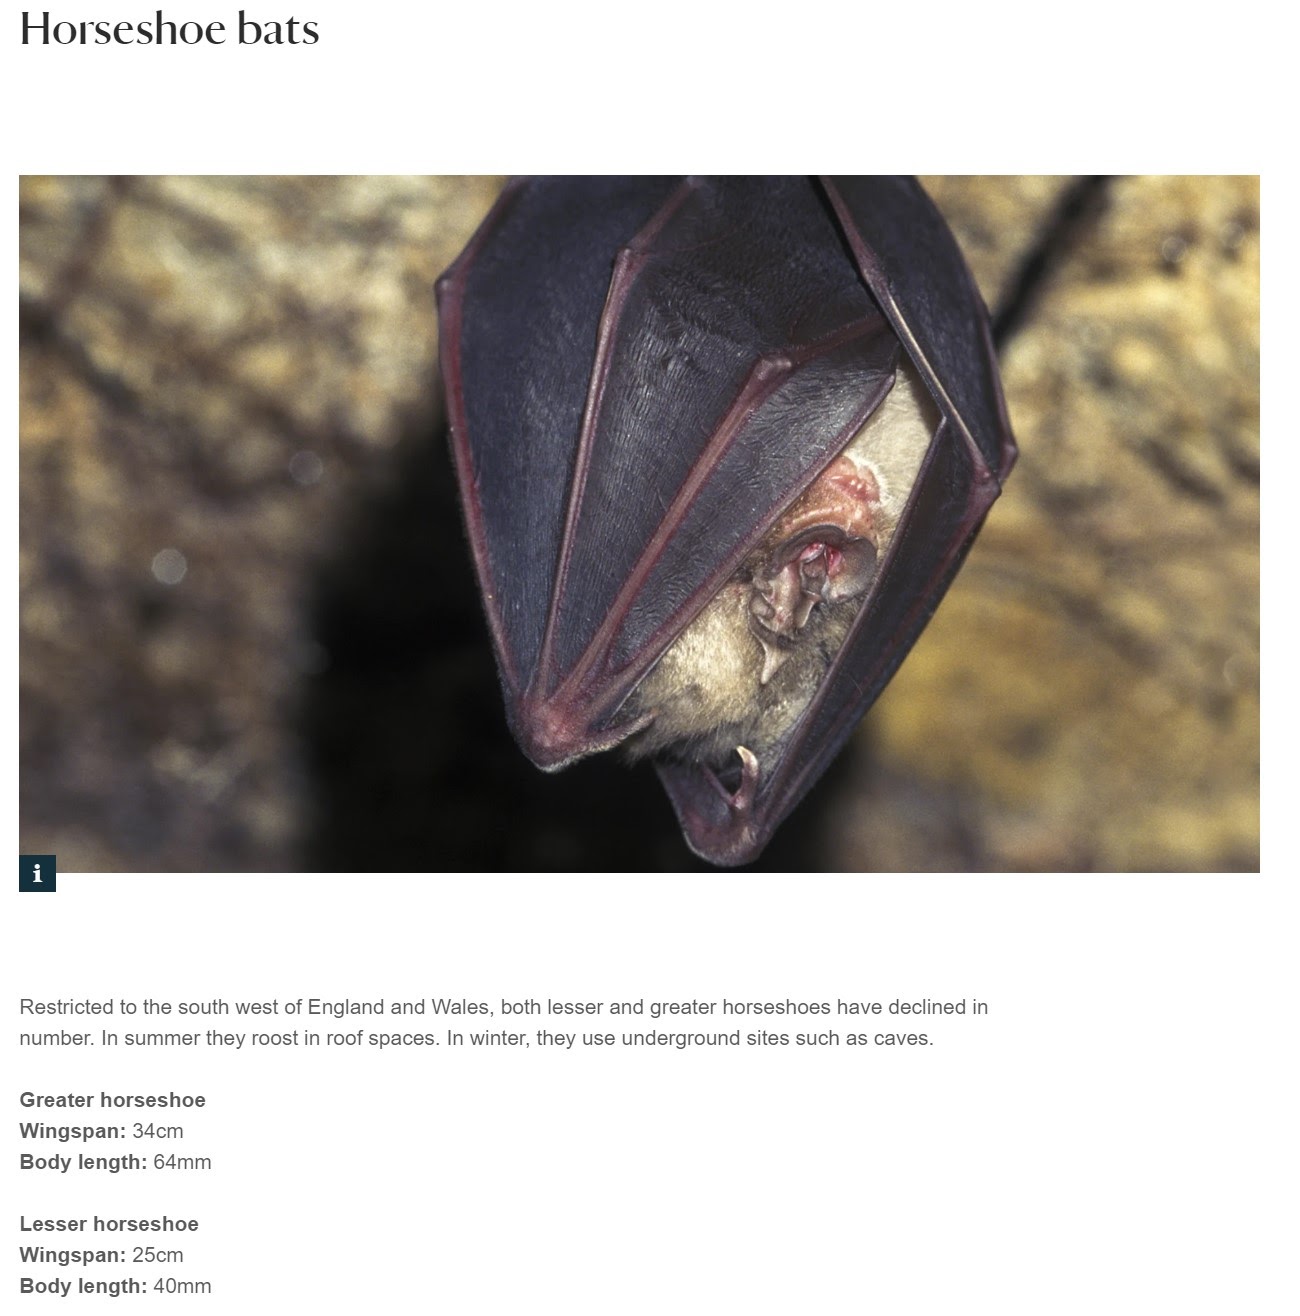 Horseshoe bats
i
Restricted to the south west of England and Wales, both lesser and greater horseshoes have declined in
number. In summer they roost in roof spaces. In winter, they use underground sites such as caves.
Greater horseshoe
Wingspan: 34cm
Body length: 64mm
Lesser horseshoe
Wingspan: 25cm
Body length: 40mm